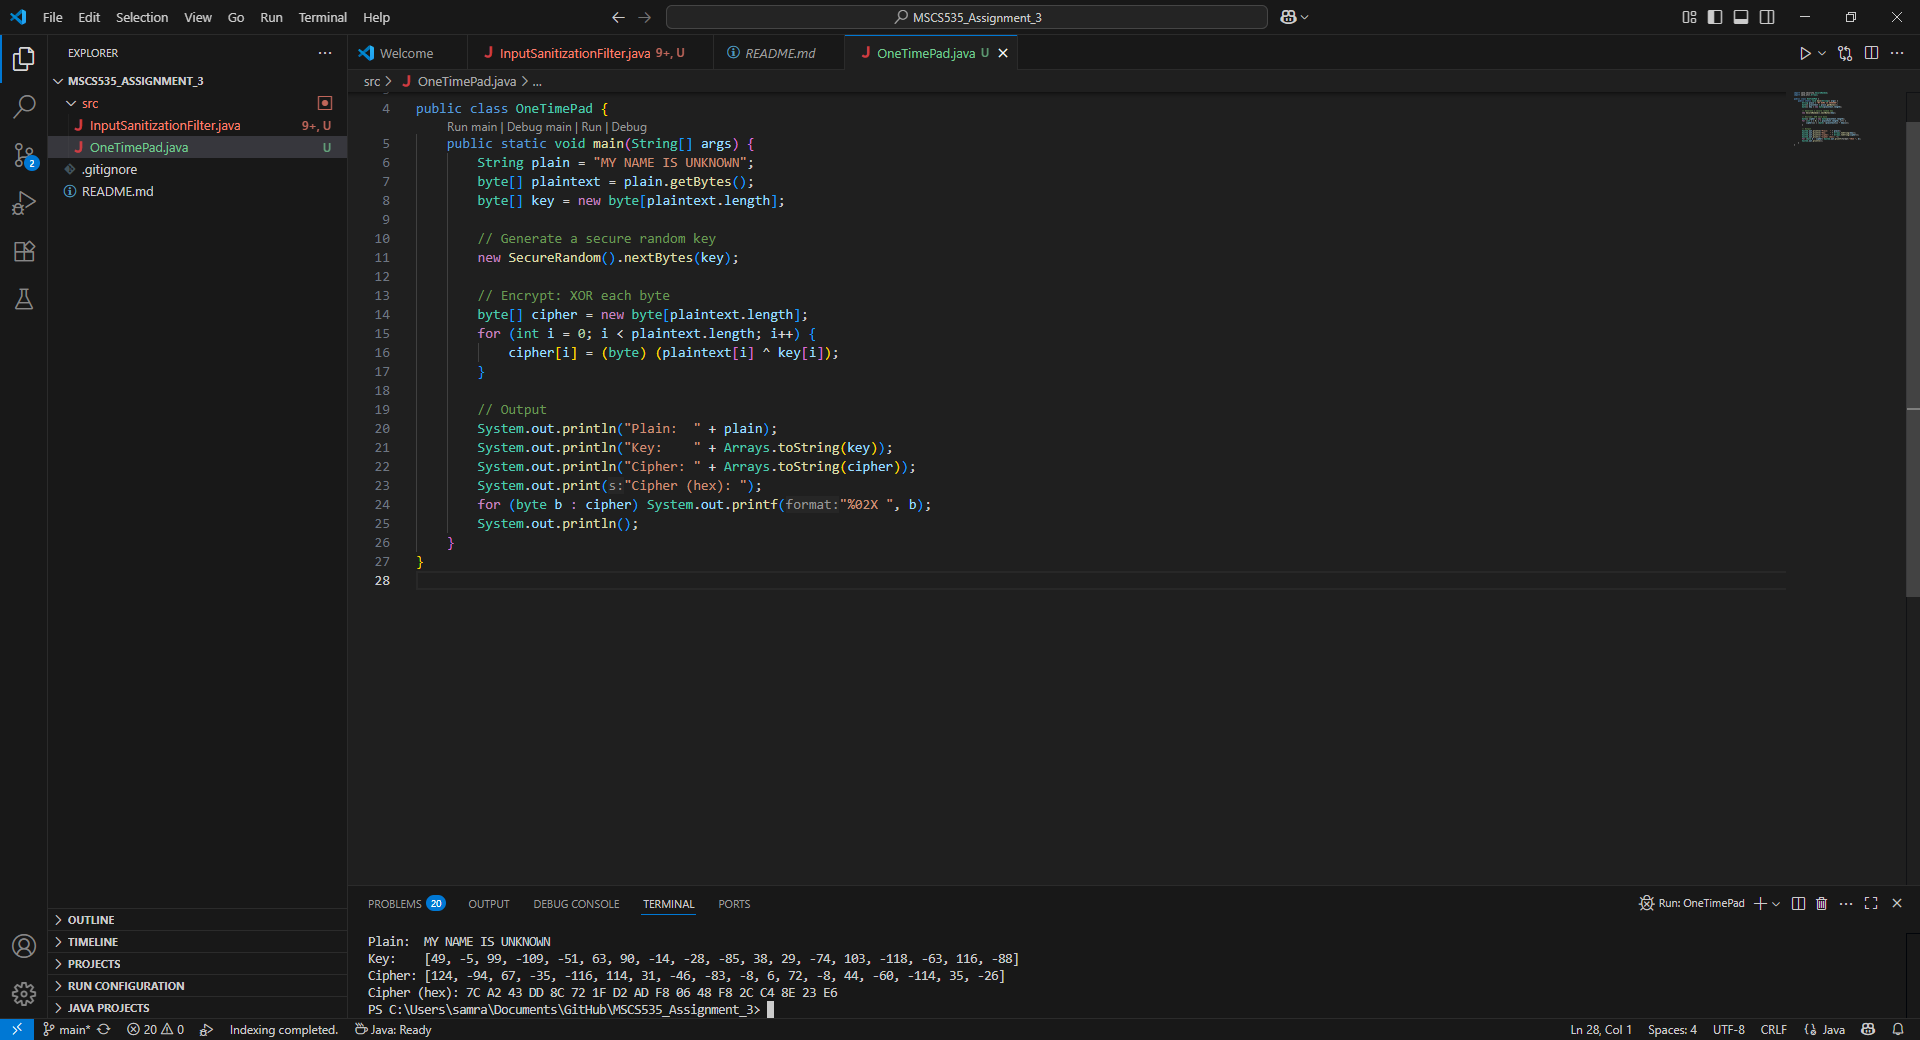 File Edit Selection View Go Run Terminal Help
MSCS535_Assignment_3
EXPLORER
MSCS535_ASSIGNMENT_3
src
InputSanitizationFilter.java 9+, U
OneTimePad.java U
.gitignore
README.md
2
OUTLINE
TIMELINE
PROJECTS
RUN CONFIGURATION
JAVA PROJECTS
Welcome InputSanitizationFilter.java 9+, U README.md OneTimePad.java U
src > OneTimePad.java > ...
4 public class OneTimePad {
Run main | Debug main | Run | Debug
5 public static void main(String[] args) {
6 String plain = "MY NAME IS UNKNOWN";
7 byte[] plaintext = plain.getBytes();
8 byte[] key = new byte[plaintext.length];
9
10 // Generate a secure random key
11 new SecureRandom().nextBytes(key);
12
13 // Encrypt: XOR each byte
14 byte[] cipher = new byte[plaintext.length];
15 for (int i = 0; i < plaintext.length; i++) {
16 cipher[i] = (byte) (plaintext[i] ^ key[i]);
17 }
18
19 // Output
20 System.out.println("Plain:  " + plain);
21 System.out.println("Key:    " + Arrays.toString(key));
22 System.out.println("Cipher: " + Arrays.toString(cipher));
23 System.out.print(s:"Cipher (hex): ");
24 for (byte b : cipher) System.out.printf(format:"%02X ", b);
25 System.out.println();
26 }
27 }
28
PROBLEMS 20 OUTPUT DEBUG CONSOLE TERMINAL PORTS
Run: OneTimePad
Plain:  MY NAME IS UNKNOWN
Key:    [49, -5, 99, -109, -51, 63, 90, -14, -28, -85, 38, 29, -74, 103, -118, -63, 116, -88]
Cipher: [124, -94, 67, -35, -116, 114, 31, -46, -83, -8, 6, 72, -8, 44, -60, -114, 35, -26]
Cipher (hex): 7C A2 43 DD 8C 72 1F D2 AD F8 06 48 F8 2C C4 8E 23 E6
PS C:\Users\samra\Documents\GitHub\MSCS535_Assignment_3>
main* 20 0 Indexing completed. Java: Ready
Ln 28, Col 1 Spaces: 4 UTF-8 CRLF Java